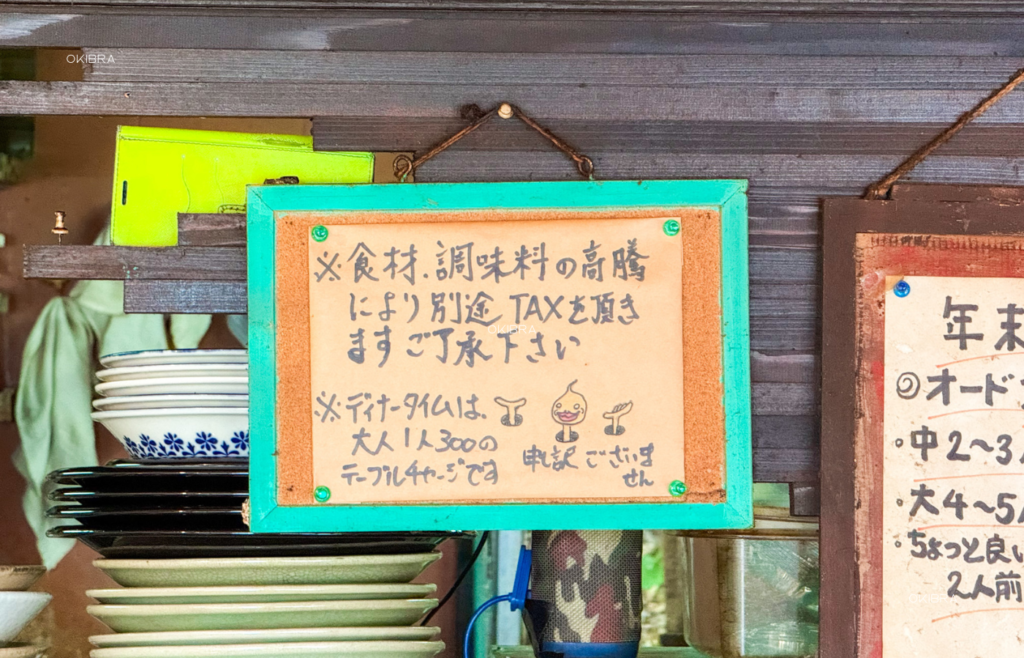 OKIBRA
※食材.調味料の高騰
により別途TAXを頂き
ますご了承下さい
※ディナータイムは、
大人1人300の
テーブルチャージです
申し訳ございま
せん
OKIBRA
年末
◎オード
・中2〜3人
・大4〜5人
・ちょっと良い
2人前